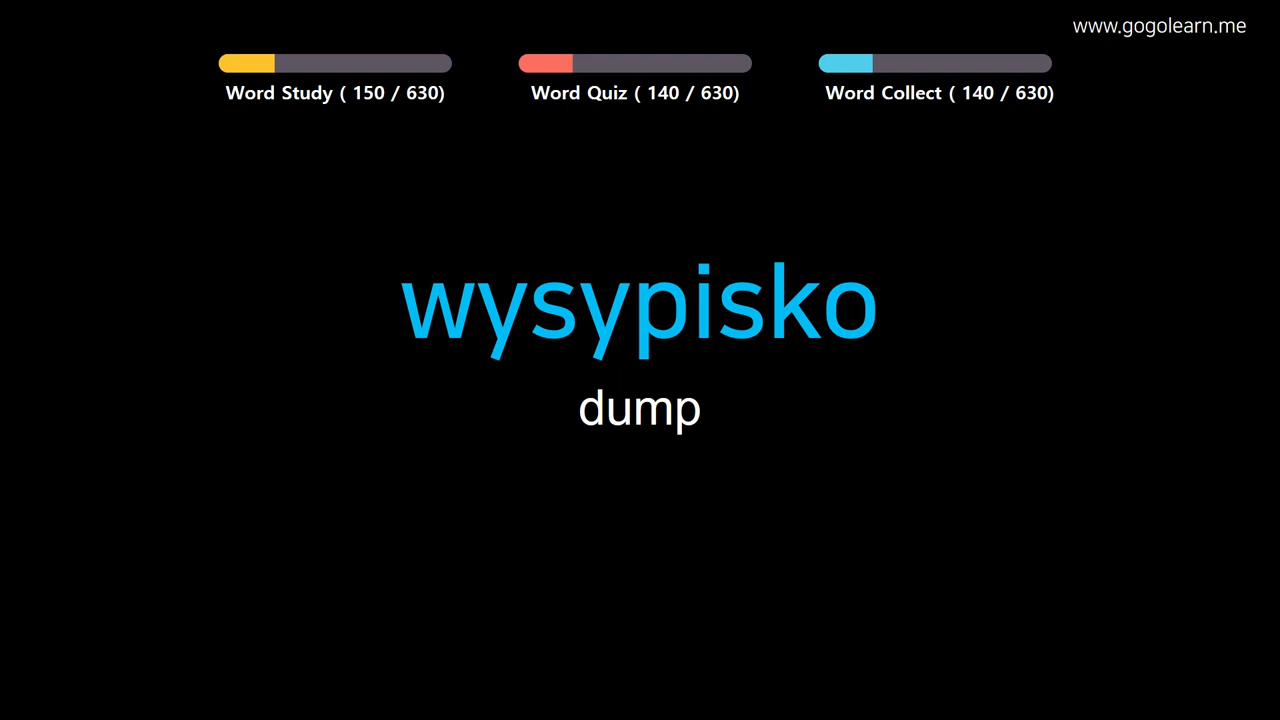 www.gogolearn.me
Word Study ( 150 / 630)
Word Quiz ( 140 / 630)
Word Collect ( 140 / 630)
wysypisko
dump